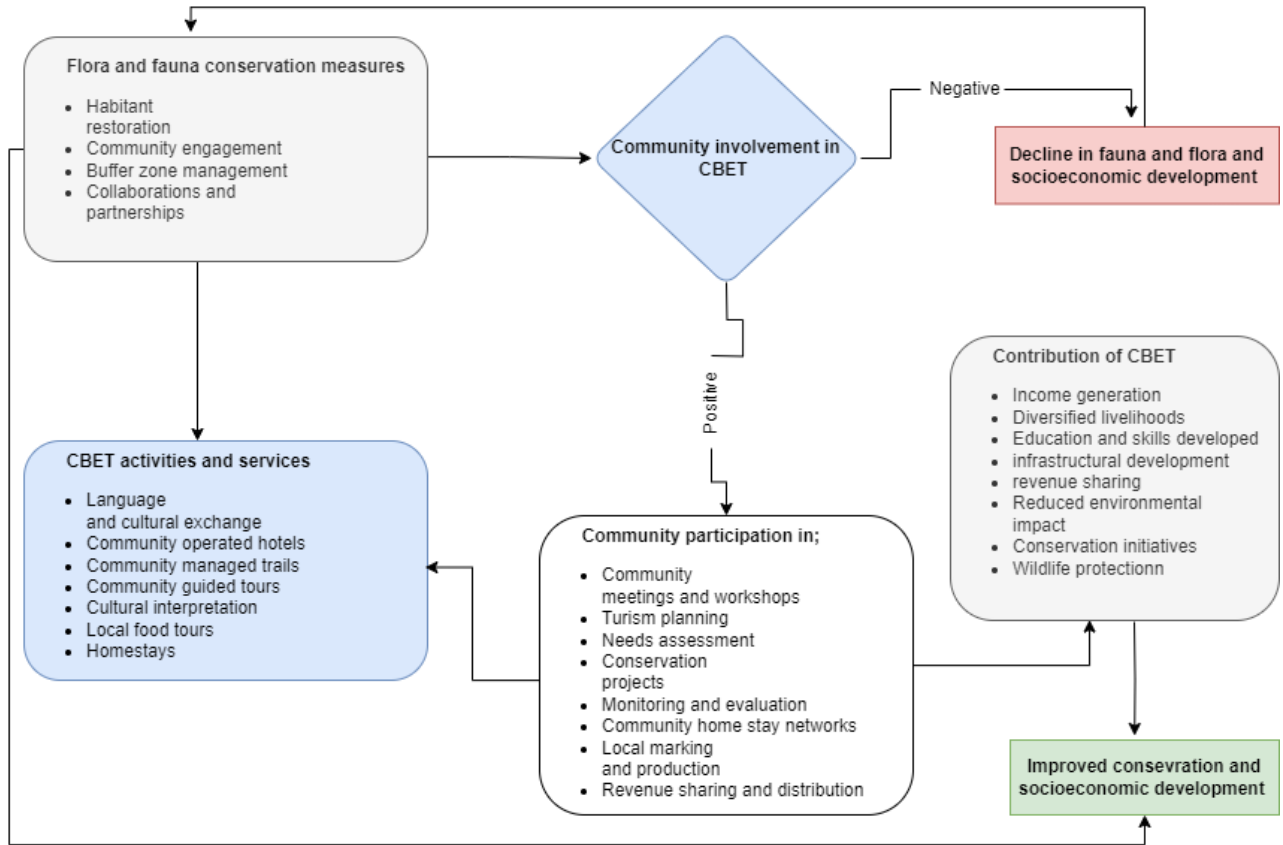 Flora and fauna conservation measures
Habitant
restoration
Community engagement
Buffer zone management
Collaborations and
partnerships
Community involvement in
CBET
Negative
Decline in fauna and flora and
socioeconomic development
Positive
CBET activities and services
Language
and cultural exchange
Community operated hotels
Community managed trails
Community guided tours
Cultural interpretation
Local food tours
Homestays
Community participation in;
Community
meetings and workshops
Turism planning
Needs assessment
Conservation
projects
Monitoring and evaluation
Community home stay networks
Local marking
and production
Revenue sharing and distribution
Contribution of CBET
Income generation
Diversified livelihoods
Education and skills developed
infrastructural development
revenue sharing
Reduced environmental
impact
Conservation initiatives
Wildlife protectionn
Improved consevration and
socioeconomic development